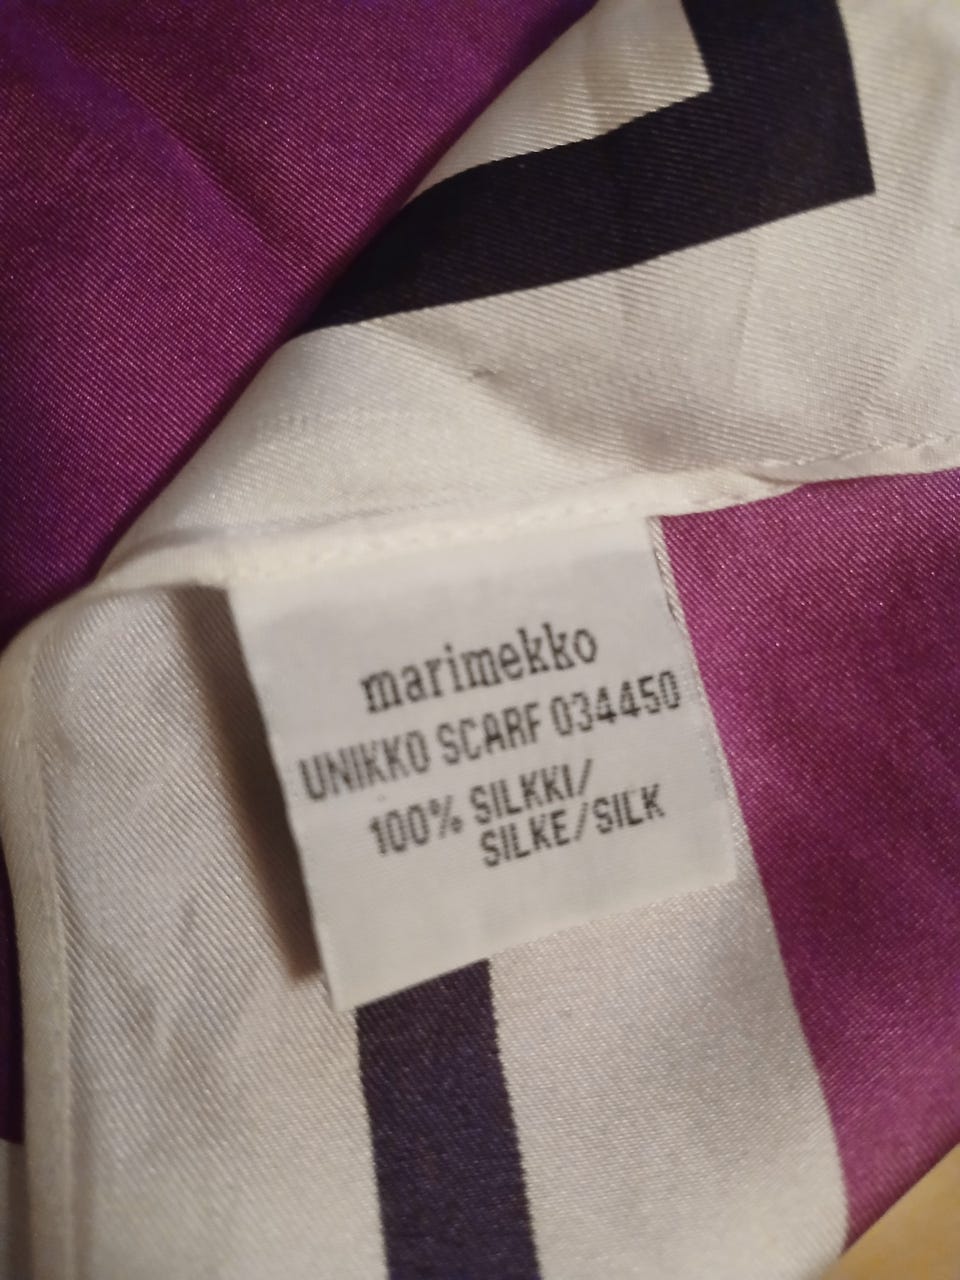 marimekko
UNIKKO SCARF 034450
100% SILKKI/
SILKE/SILK